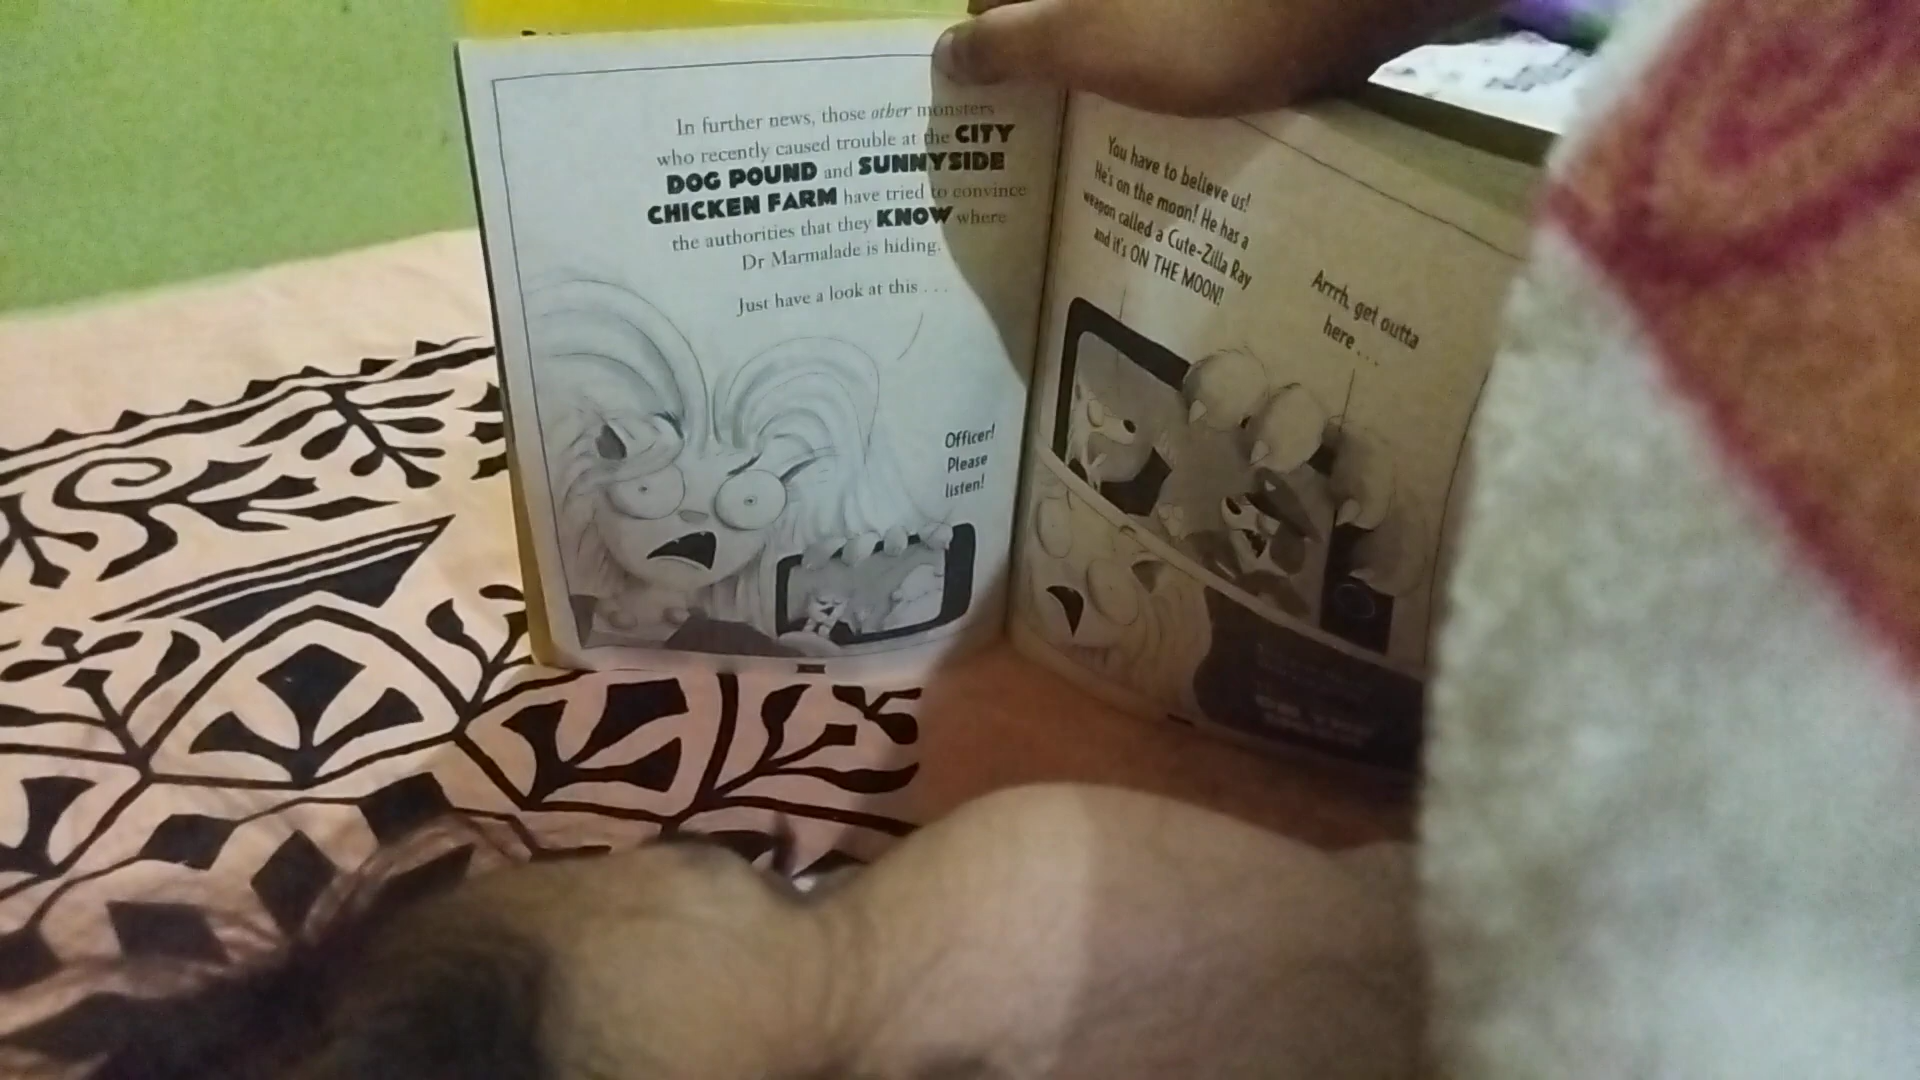 In further news, those other monsters
who recently caused trouble at the CITY
DOG POUND and SUNNYSIDE
CHICKEN FARM have tried to convince
the authorities that they KNOW where
Dr Marmalade is hiding.
Just have a look at this . . .
Officer!
Please
listen!
You have to believe us!
He's on the moon! He has a
weapon called a Cute-Zilla Ray
and it's ON THE MOON!
Arrrh, get outta
here . . .